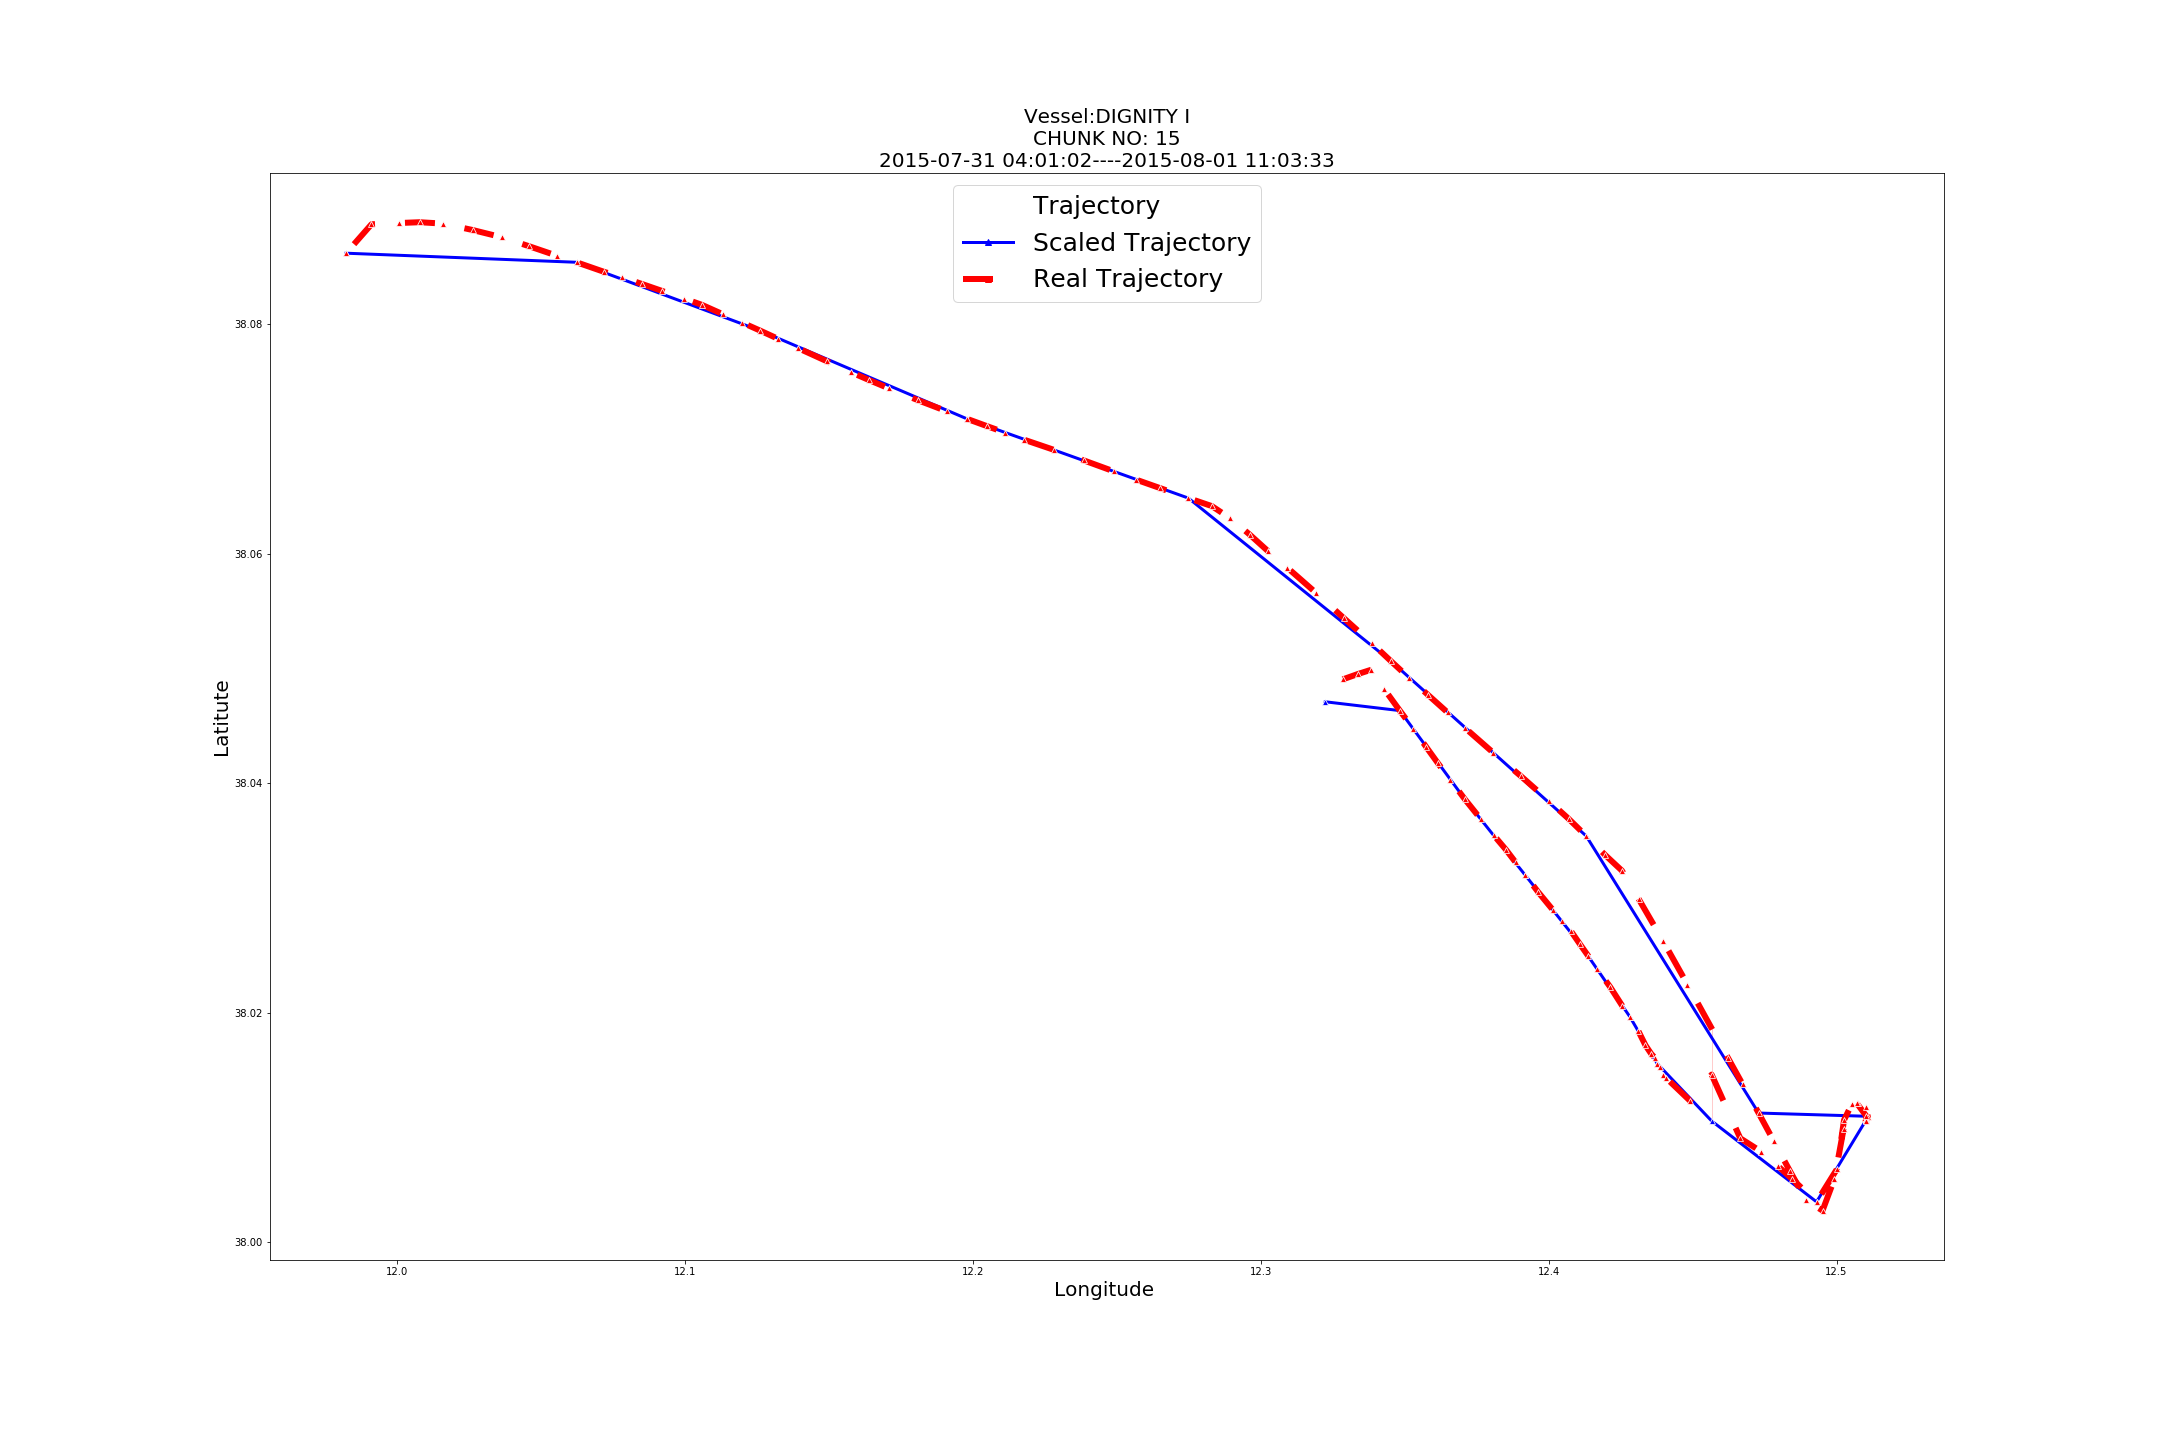 Vessel:DIGNITY I
CHUNK NO: 15
2015-07-31 04:01:02----2015-08-01 11:03:33
Trajectory
Scaled Trajectory
Real Trajectory
38.08
38.06
38.04
38.02
38.00
Latitute
12.0 12.1 12.2 12.3 12.4 12.5
Longitude